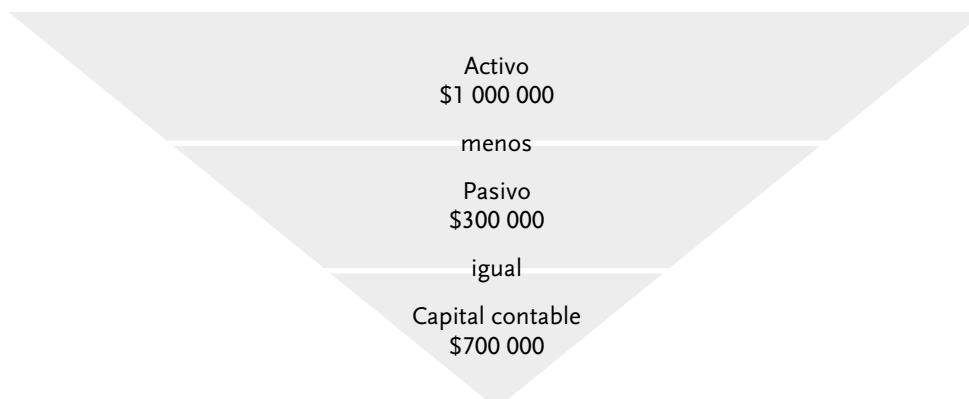 Activo
$1 000 000
menos
Pasivo
$300 000
igual
Capital contable
$700 000